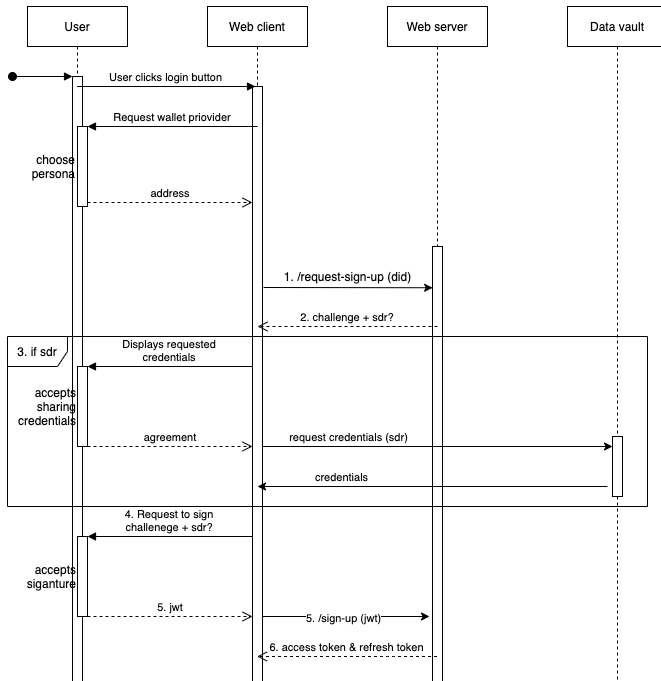 User
Web client
Web server
Data vault
User clicks login button
Request wallet provider
choose
persona
address
1. /request-sign-up (did)
2. challenge + sdr?
3. if sdr
Displays requested
credentials
accepts
sharing
credentials
agreement
request credentials (sdr)
credentials
4. Request to sign
challenege + sdr?
accepts
siganture
5. jwt
5. /sign-up (jwt)
6. access token & refresh token